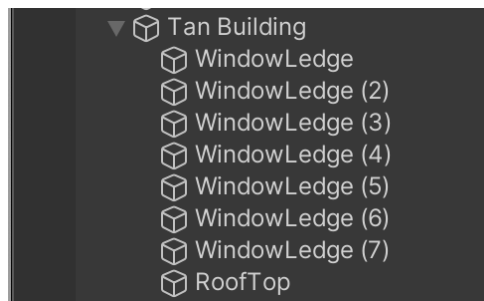 Tan Building
WindowLedge
WindowLedge (2)
WindowLedge (3)
WindowLedge (4)
WindowLedge (5)
WindowLedge (6)
WindowLedge (7)
RoofTop